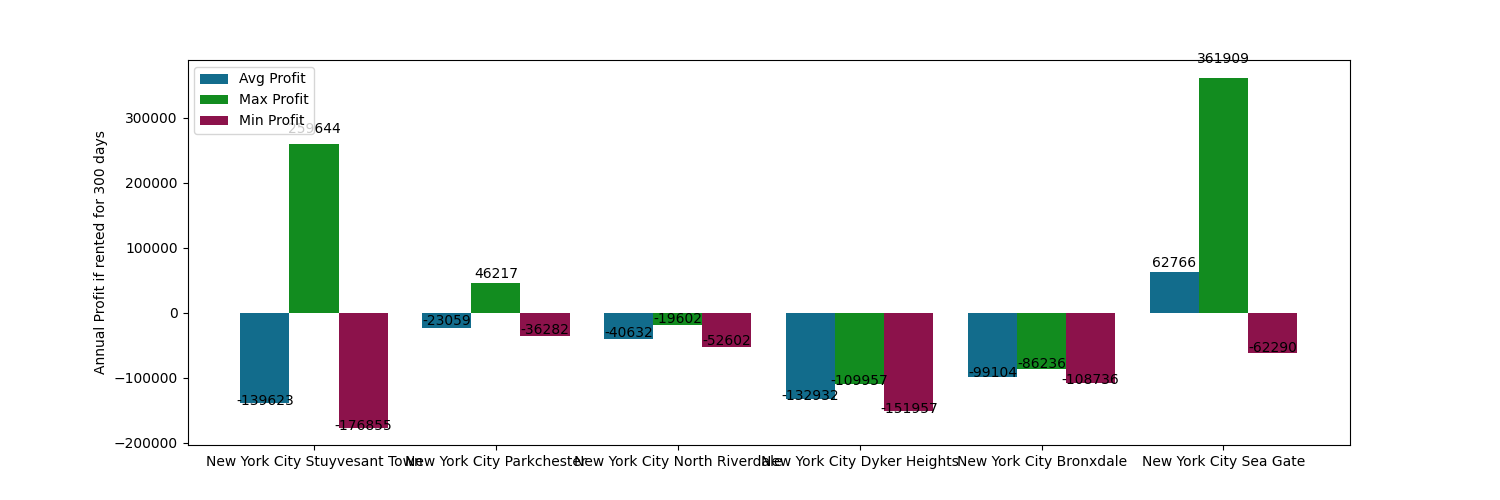 Avg Profit
Max Profit
Min Profit
Annual Profit if rented for 300 days
300000
200000
100000
0
−100000
−200000
361909
259644
62766
46217
-23059
-36282
-40632
-19602
-52602
-139623
-176855
-132932
-109957
-151957
-99104
-86236
-108736
-62290
New York City Stuyvesant Town
New York City Parkchester
New York City North Riverdale
New York City Dyker Heights
New York City Bronxdale
New York City Sea Gate